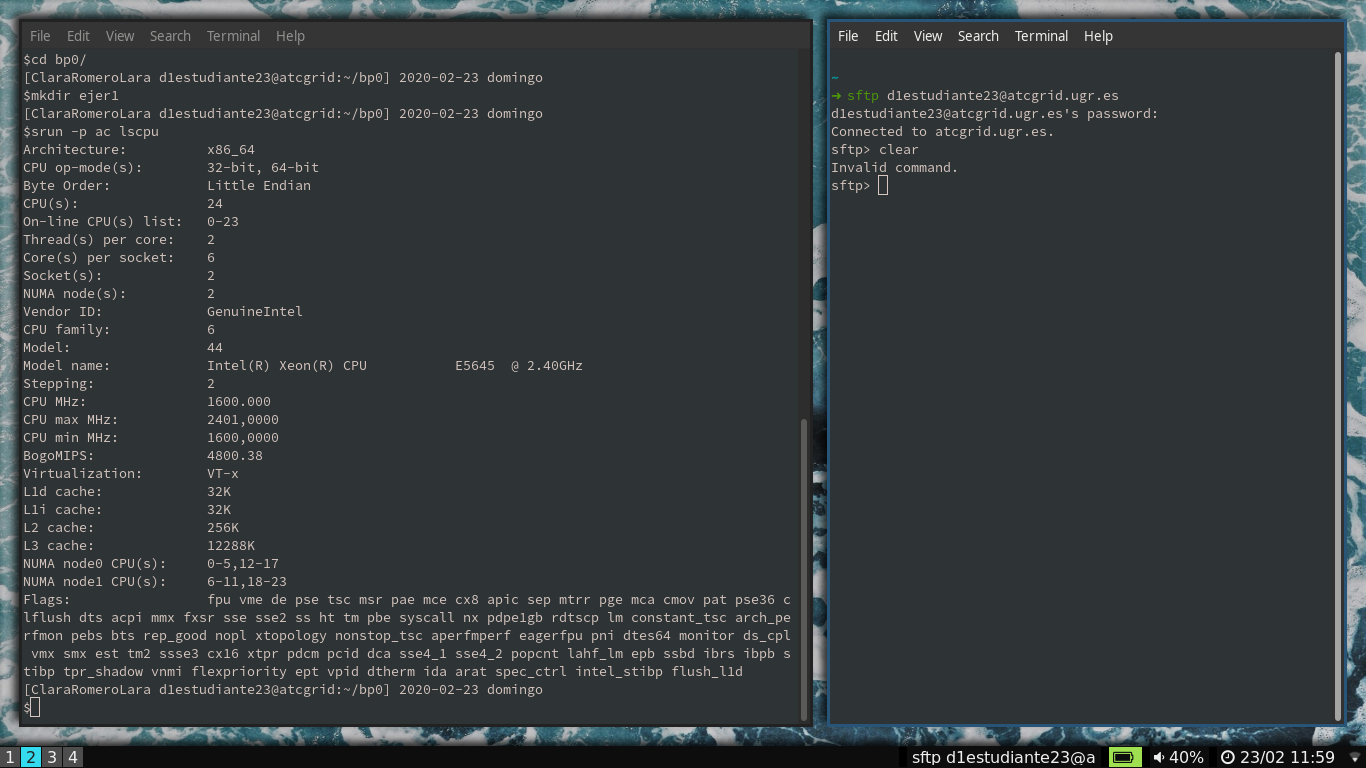 File Edit View Search Terminal Help
$cd bp0/
[ClaraRomeroLara d1estudiante23@atcgrid:~/bp0] 2020-02-23 domingo
$mkdir ejer1
[ClaraRomeroLara d1estudiante23@atcgrid:~/bp0] 2020-02-23 domingo
$srun -p ac lscpu
Architecture: x86_64
CPU op-mode(s): 32-bit, 64-bit
Byte Order: Little Endian
CPU(s): 24
On-line CPU(s) list: 0-23
Thread(s) per core: 2
Core(s) per socket: 6
Socket(s): 2
NUMA node(s): 2
Vendor ID: GenuineIntel
CPU family: 6
Model: 44
Model name: Intel(R) Xeon(R) CPU E5645 @ 2.40GHz
Stepping: 2
CPU MHz: 1600.000
CPU max MHz: 2401,0000
CPU min MHz: 1600,0000
BogoMIPS: 4800.38
Virtualization: VT-x
L1d cache: 32K
L1i cache: 32K
L2 cache: 256K
L3 cache: 12288K
NUMA node0 CPU(s): 0-5,12-17
NUMA node1 CPU(s): 6-11,18-23
Flags: fpu vme de pse tsc msr pae mce cx8 apic sep mtrr pge mca cmov pat pse36 c
lflush dts acpi mmx fxsr sse sse2 ss ht tm pbe syscall nx pdpe1gb rdtscp lm constant_tsc arch_pe
rfmon pebs bts rep_good nopl xtopology nonstop_tsc aperfmperf eagerfpu pni dtes64 monitor ds_cpl
vmx smx est tm2 ssse3 cx16 xtpr pdcm pcid dca sse4_1 sse4_2 popcnt lahf_lm epb ssbd ibrs ibpb s
tibp tpr_shadow vnmi flexpriority ept vpid dtherm ida arat spec_ctrl intel_stibp flush_l1d
[ClaraRomeroLara d1estudiante23@atcgrid:~/bp0] 2020-02-23 domingo
$
File Edit View Search Terminal Help
~
➜ sftp d1estudiante23@atcgrid.ugr.es
d1estudiante23@atcgrid.ugr.es's password:
Connected to atcgrid.ugr.es.
sftp> clear
Invalid command.
sftp>
1 2 3 4
sftp d1estudiante23@a 40% 23/02 11:59